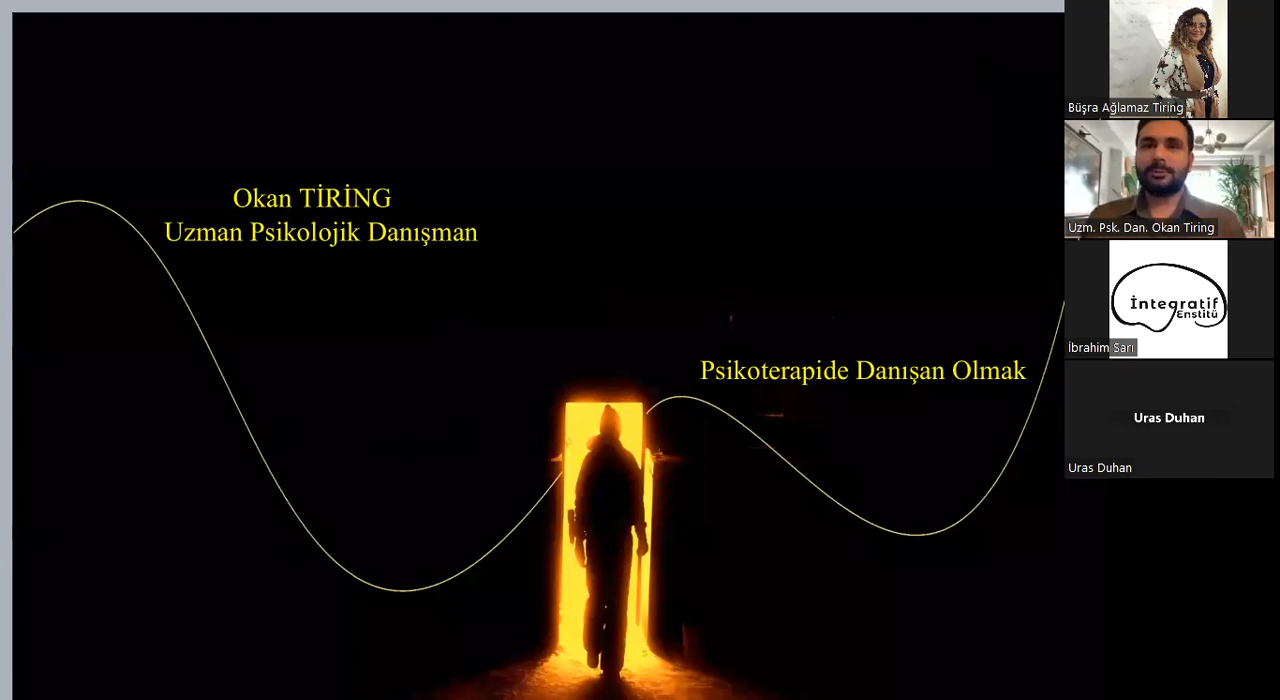 Okan TİRİNG
Uzman Psikolojik Danışman
Psikoterapide Danışan Olmak
Büşra Ağlamaz Tiring
Uzm. Psk. Dan. Okan Tiring
İntegratif
Enstitü
İbrahim Sarı
Uras Duhan
Uras Duhan